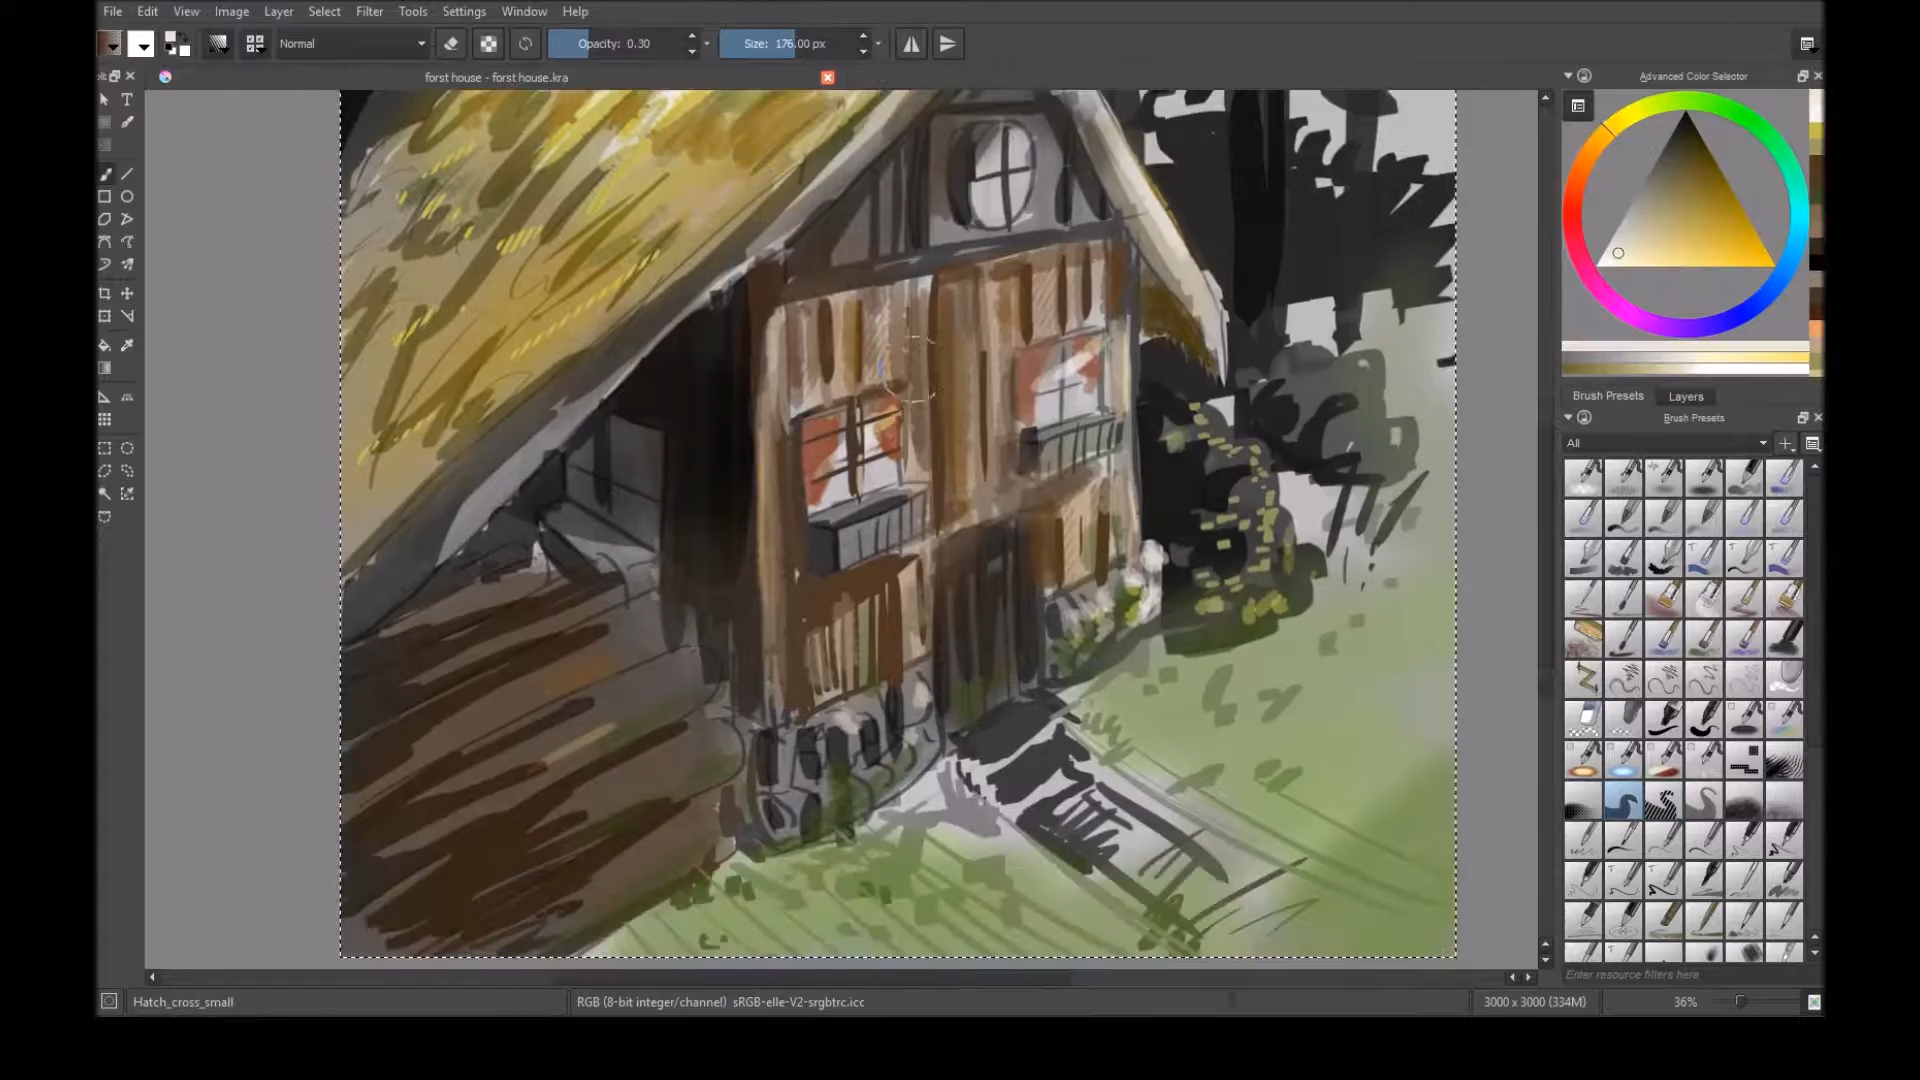 File Edit View Image Layer Select Filter Tools Settings Window Help
Normal
Opacity: 0.30
Size: 176.00 px
forst house - forst house.kra
Advanced Color Selector
Brush Presets Layers
Brush Presets
All
Enter resource filters here
Hatch_cross_small
RGB (8-bit integer/channel) sRGB-elle-V2-srgbtrc.icc
3000 x 3000 (334M)
36%